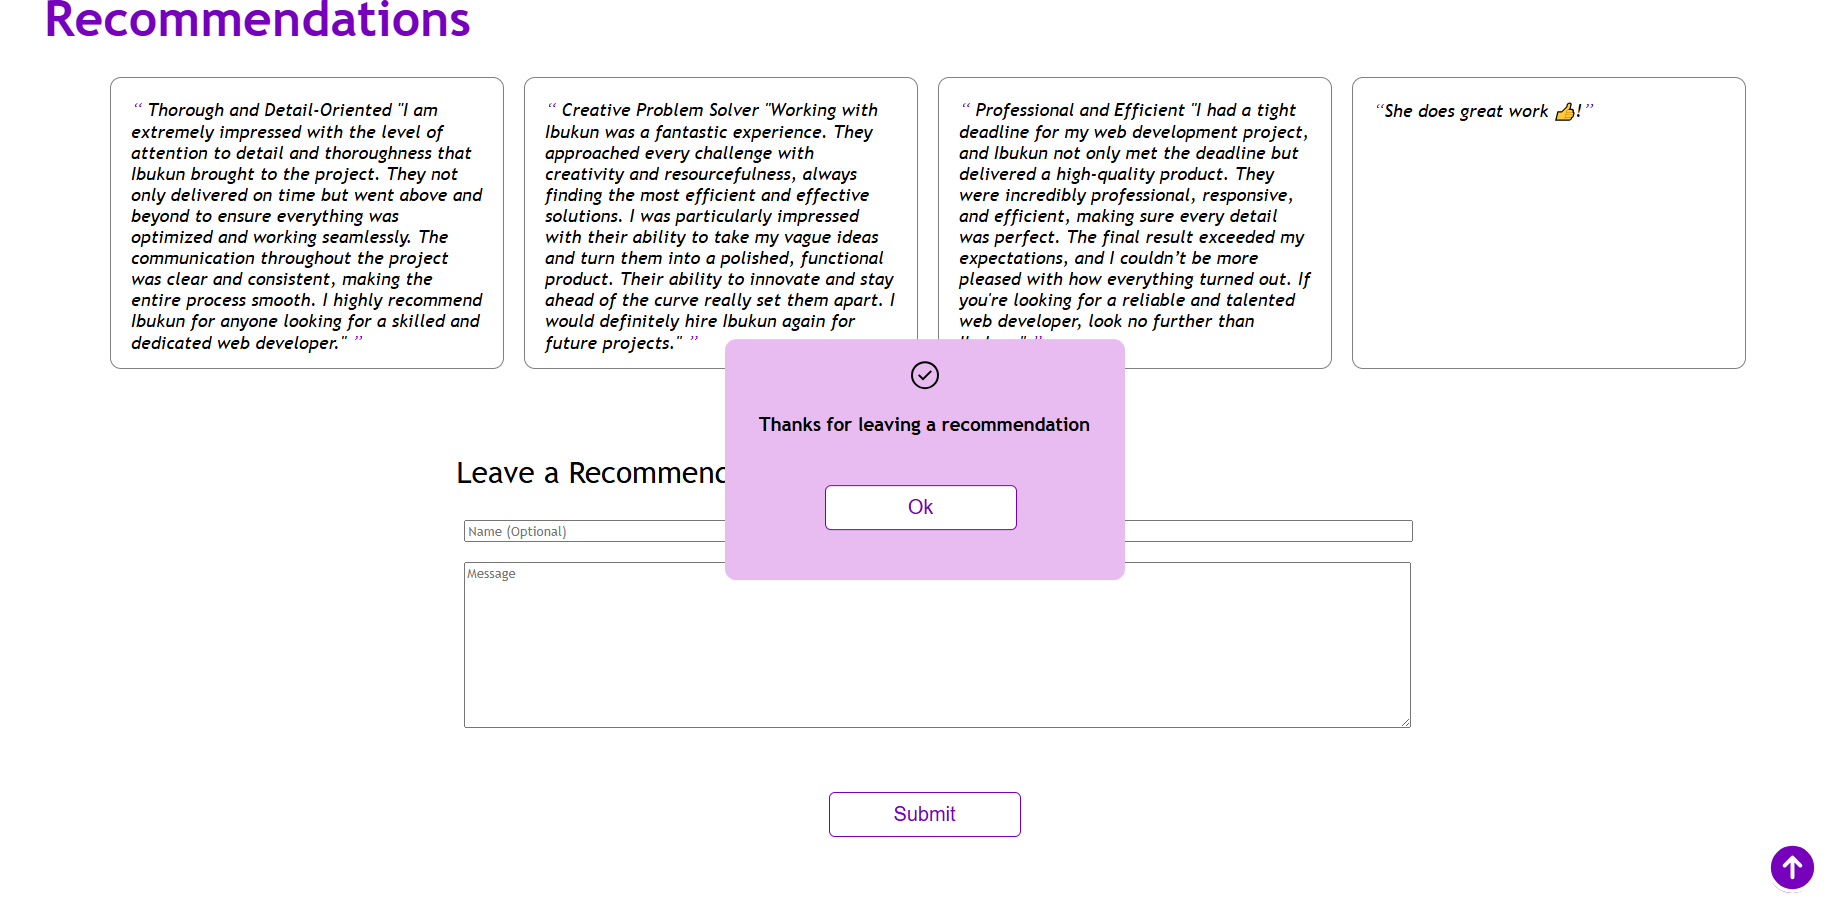 Recommendations
“ Thorough and Detail-Oriented "I am
extremely impressed with the level of
attention to detail and thoroughness that
Ibukun brought to the project. They not
only delivered on time but went above and
beyond to ensure everything was
optimized and working seamlessly. The
communication throughout the project
was clear and consistent, making the
entire process smooth. I highly recommend
Ibukun for anyone looking for a skilled and
dedicated web developer." ”
“ Creative Problem Solver "Working with
Ibukun was a fantastic experience. They
approached every challenge with
creativity and resourcefulness, always
finding the most efficient and effective
solutions. I was particularly impressed
with their ability to take my vague ideas
and turn them into a polished, functional
product. Their ability to innovate and stay
ahead of the curve really set them apart. I
would definitely hire Ibukun again for
future projects." ”
“ Professional and Efficient "I had a tight
deadline for my web development project,
and Ibukun not only met the deadline but
delivered a high-quality product. They
were incredibly professional, responsive,
and efficient, making sure every detail
was perfect. The final result exceeded my
expectations, and I couldn’t be more
pleased with how everything turned out. If
you're looking for a reliable and talented
web developer, look no further than
“She does great work 👍!”
Thanks for leaving a recommendation
Ok
Leave a
Name (Optional)
Message
Submit